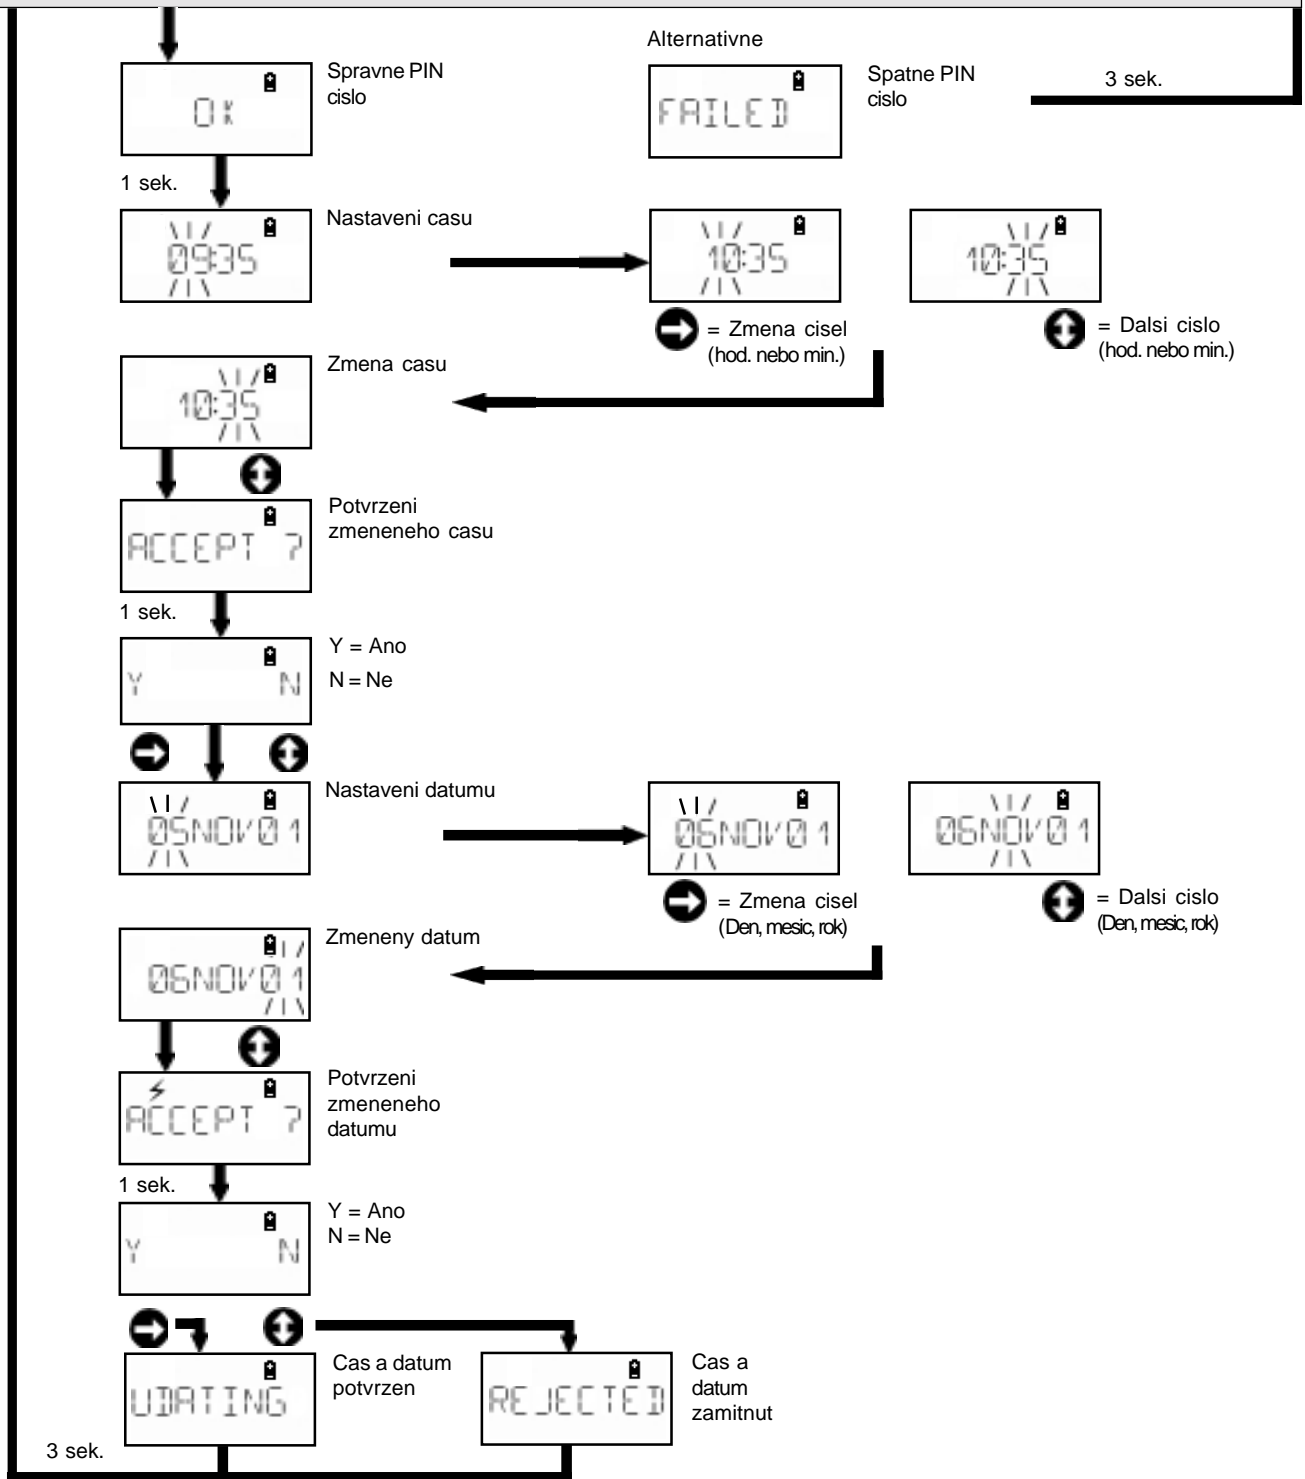 Alternativne
Spravne PIN
cislo
OK
FAILED
Spatne PIN
cislo
3 sek.
1 sek.
09:35
Nastaveni casu
10:35
10:35
= Zmena cisel
(hod. nebo min.)
= Dalsi cislo
(hod. nebo min.)
10:35
Zmena casu
ACCEPT ?
Potvrzeni
zmeneneho casu
1 sek.
Y N
Y = Ano
N = Ne
05NOV01
Nastaveni datumu
06NOV01
06NOV01
= Zmena cisel
(Den, mesic, rok)
= Dalsi cislo
(Den, mesic, rok)
06NOV01
Zmeneny datum
ACCEPT ?
Potvrzeni
zmeneneho
datumu
1 sek.
Y N
Y = Ano
N = Ne
UDATING
Cas a datum
potvrzen
REJECTED
Cas a
datum
zamitnut
3 sek.